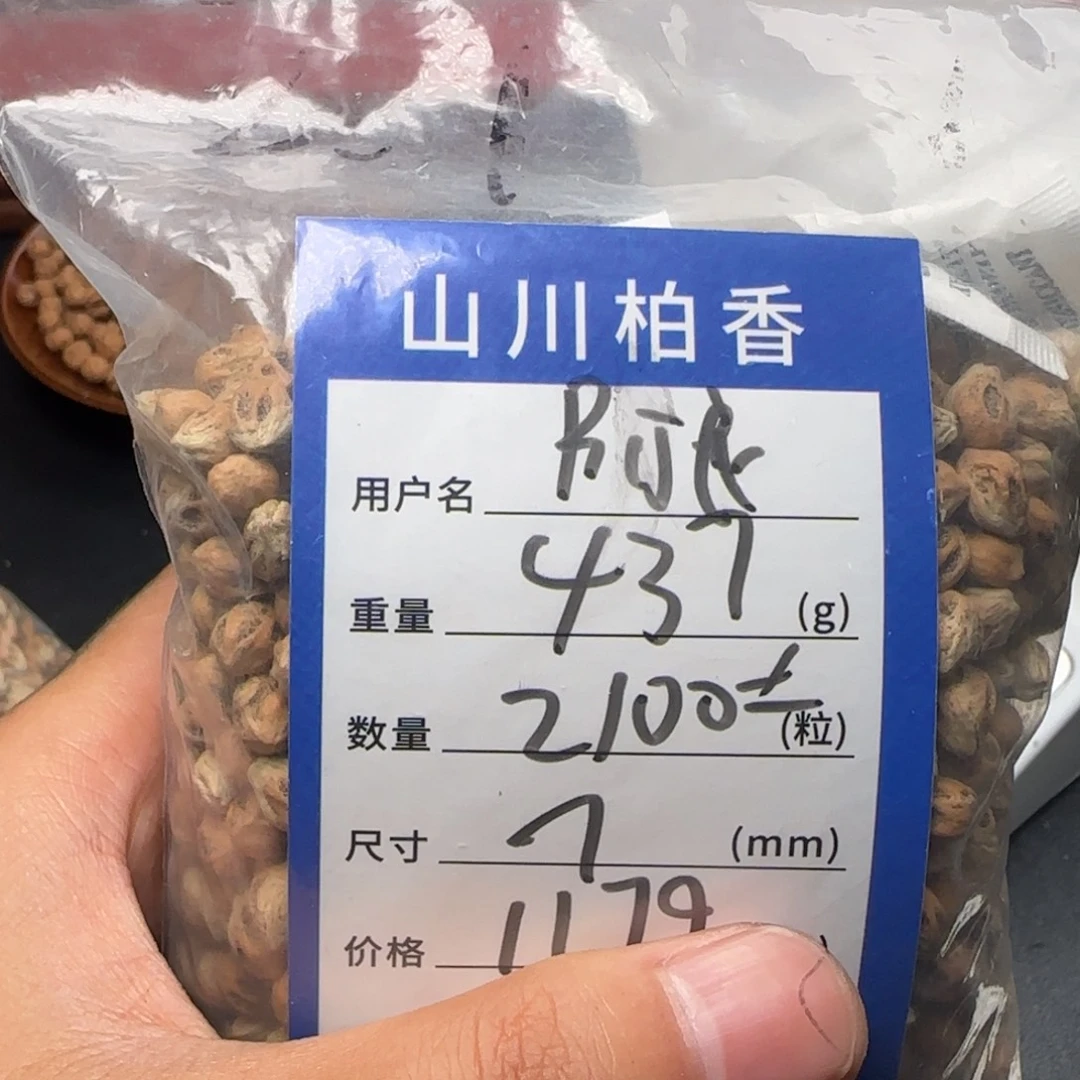 山川柏香
用户名
重量 437 (g)
数量 2100± (粒)
尺寸 7 (mm)
价格 1179 )